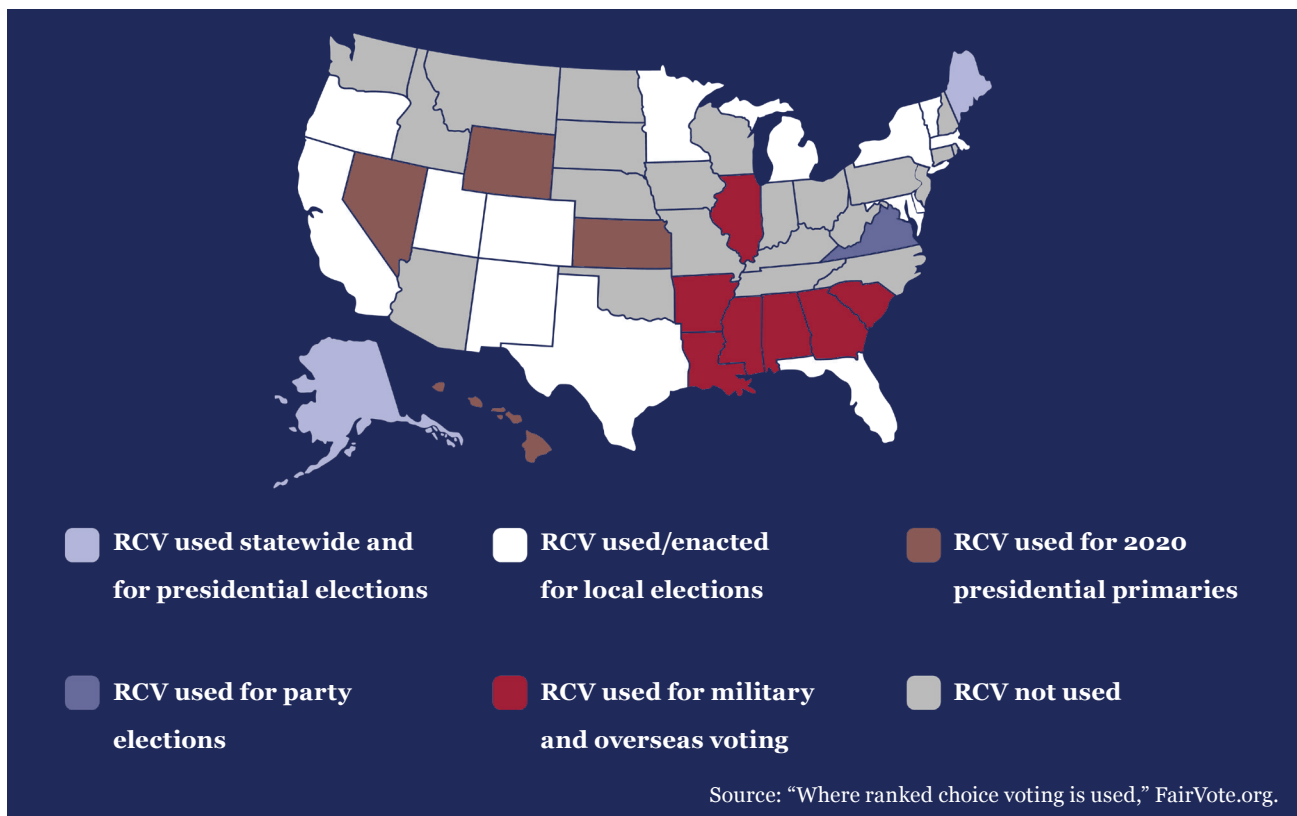 RCV used statewide and
for presidential elections
RCV used/enacted
for local elections
RCV used for 2020
presidential primaries
RCV used for party
elections
RCV used for military
and overseas voting
RCV not used
Source: “Where ranked choice voting is used,” FairVote.org.